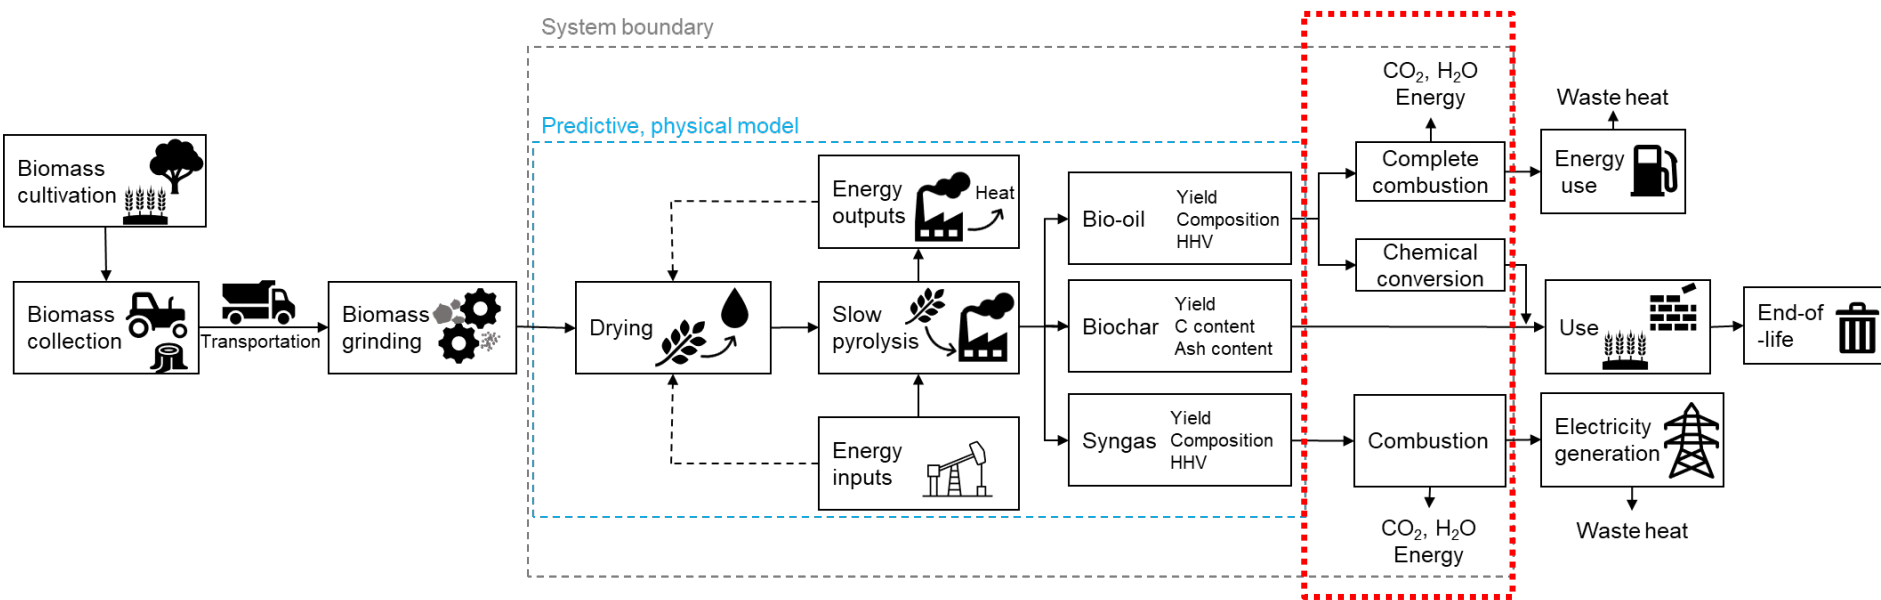 System boundary
Predictive, physical model
Biomass
cultivation
Biomass
collection
Transportation
Biomass
grinding
Drying
Energy
outputs
Heat
Slow
pyrolysis
Energy
inputs
Bio-oil
Yield
Composition
HHV
Biochar
Yield
C content
Ash content
Syngas
Yield
Composition
HHV
CO₂, H₂O
Energy
Complete
combustion
Chemical
conversion
Combustion
CO₂, H₂O
Energy
Waste heat
Energy
use
Use
End-of
-life
Electricity
generation
Waste heat